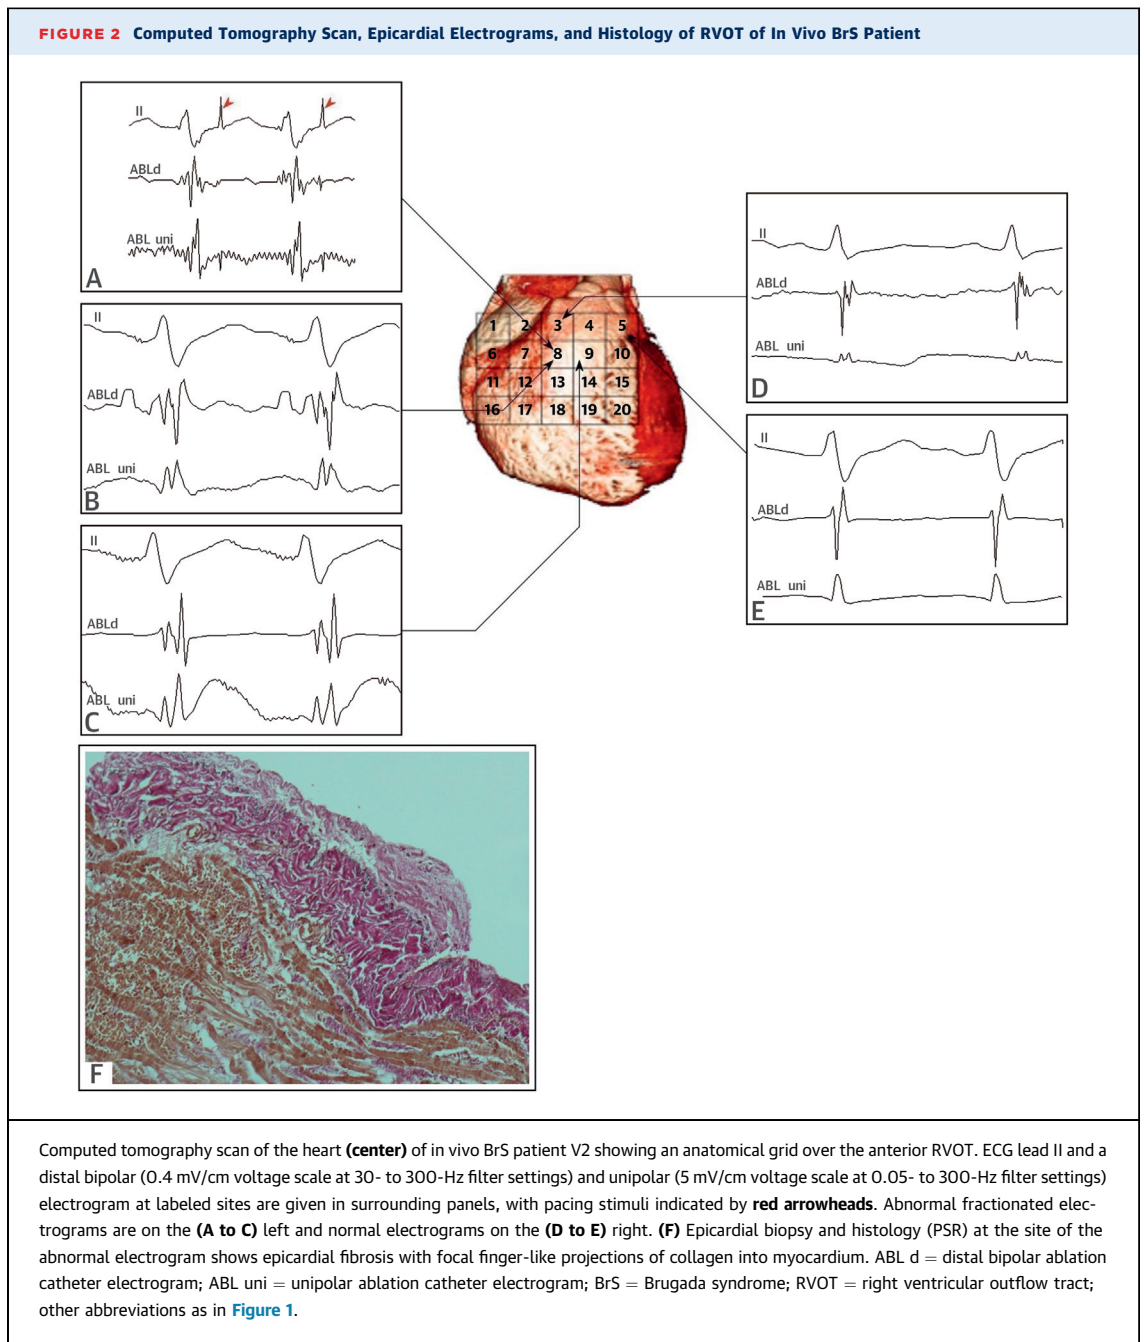 FIGURE 2 Computed Tomography Scan, Epicardial Electrograms, and Histology of RVOT of In Vivo BrS Patient
II
ABLd
ABL uni
A
II
ABLd
ABL uni
B
II
ABLd
ABL uni
C
1 2 3 4 5
6 7 8 9 10
11 12 13 14 15
16 17 18 19 20
II
ABLd
ABL uni
D
II
ABLd
ABL uni
E
F
Computed tomography scan of the heart (center) of in vivo BrS patient V2 showing an anatomical grid over the anterior RVOT. ECG lead II and a
distal bipolar (0.4 mV/cm voltage scale at 30- to 300-Hz filter settings) and unipolar (5 mV/cm voltage scale at 0.05- to 300-Hz filter settings)
electrogram at labeled sites are given in surrounding panels, with pacing stimuli indicated by red arrowheads. Abnormal fractionated elec-
trograms are on the (A to C) left and normal electrograms on the (D to E) right. (F) Epicardial biopsy and histology (PSR) at the site of the
abnormal electrogram shows epicardial fibrosis with focal finger-like projections of collagen into myocardium. ABL d = distal bipolar ablation
catheter electrogram; ABL uni = unipolar ablation catheter electrogram; BrS = Brugada syndrome; RVOT = right ventricular outflow tract;
other abbreviations as in Figure 1.